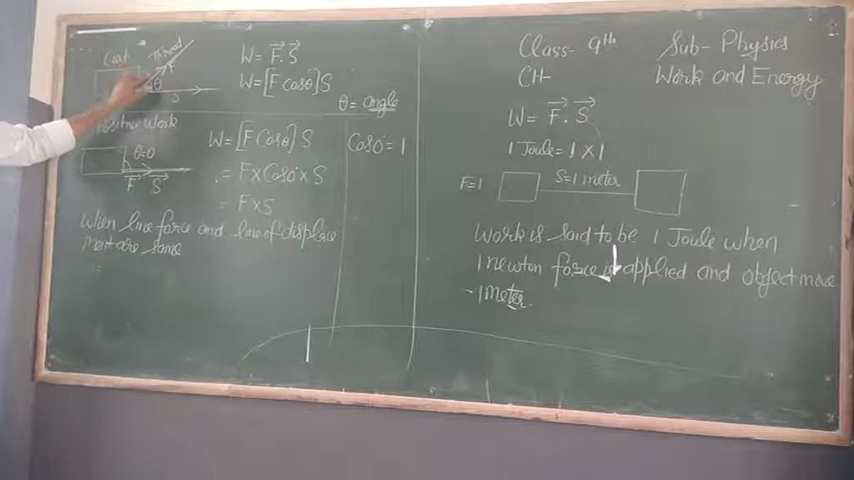 Cart Thread
F
θ
S
W= F.S
W=[F Cosθ]S
θ= angle
Positive Work
θ=0
F S
W=[F Cosθ] S
= F×Cos0°×S
= F×S
Cos0°=1
When line force and line of displace
ment are same
Class- 9th Sub- Physics
CH- Work and Energy
W= F.S
1 Joule= 1×1
F=1 S=1 meter
Work is said to be 1 Joule when
1 newton force is applied and object move
1 meter.